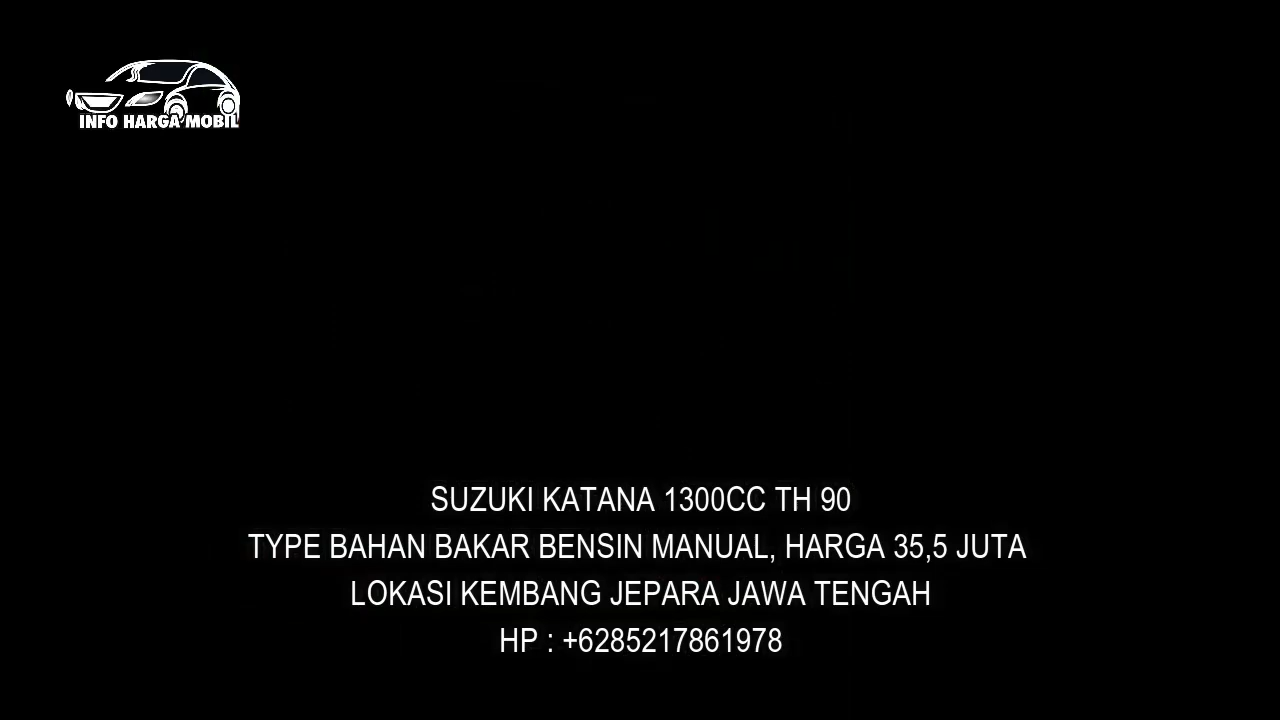 INFO HARGA MOBIL
SUZUKI KATANA 1300CC TH 90
TYPE BAHAN BAKAR BENSIN MANUAL, HARGA 35,5 JUTA
LOKASI KEMBANG JEPARA JAWA TENGAH
HP : +6285217861978